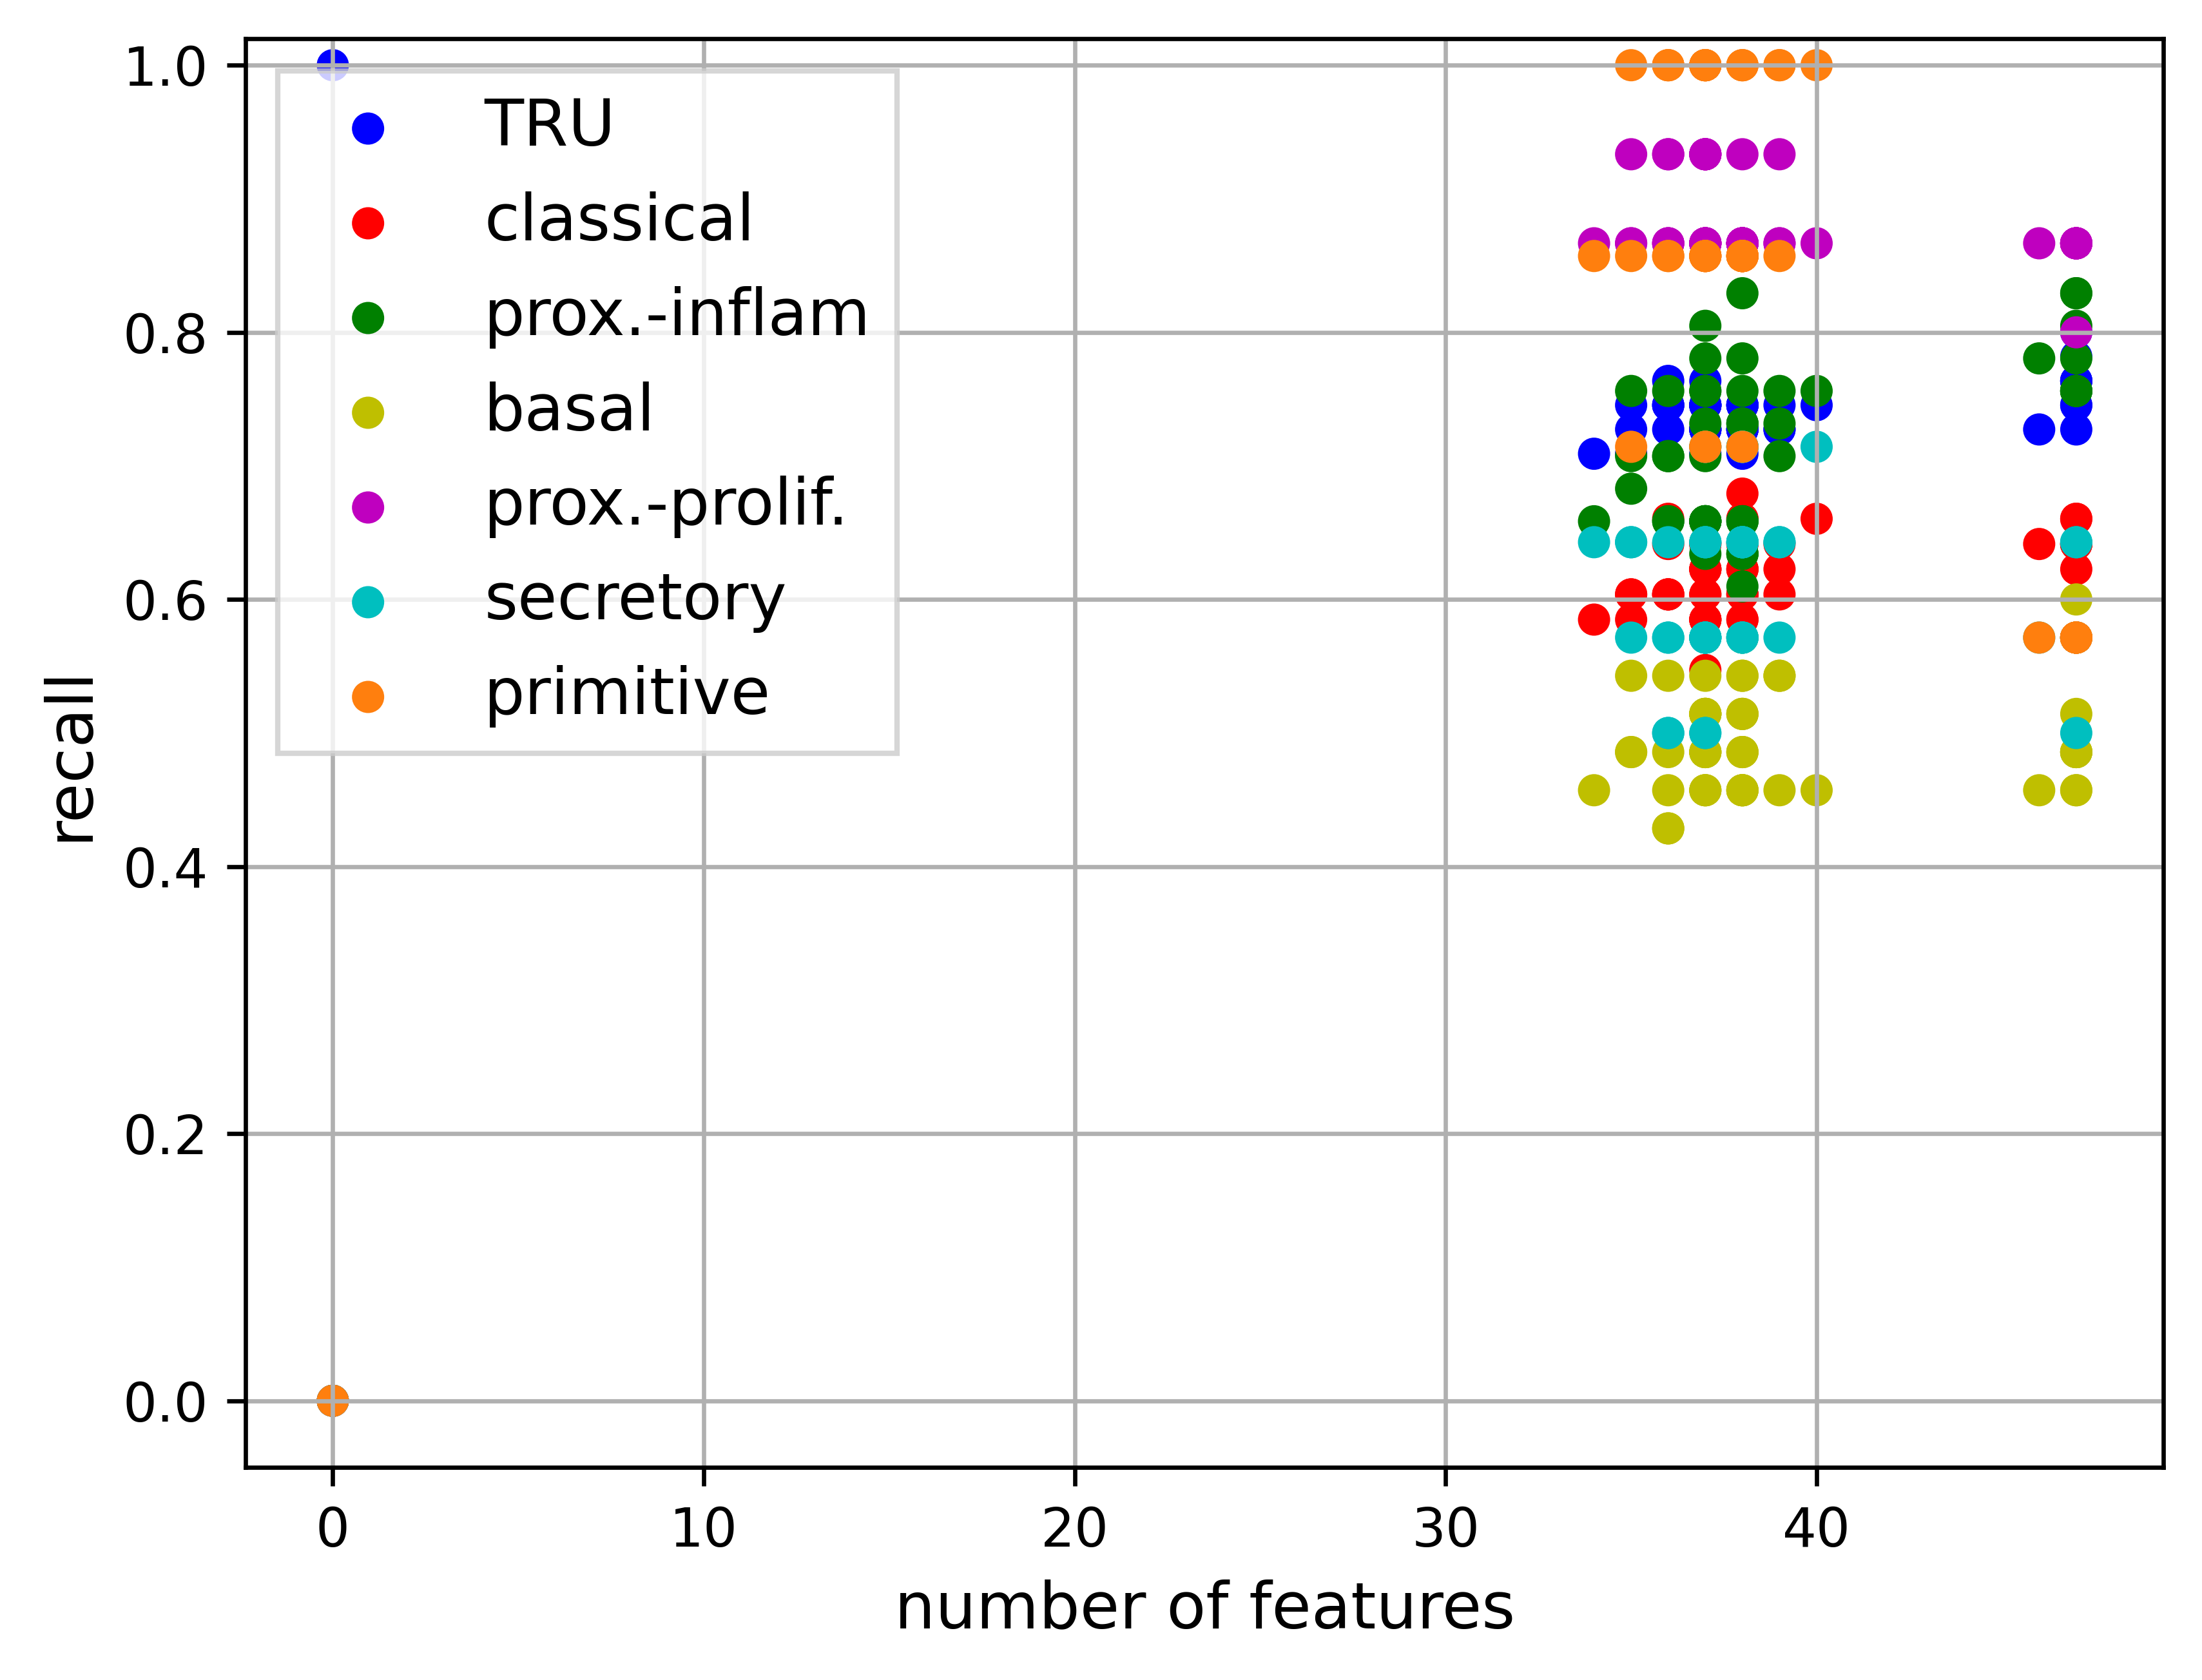 1.0
0.8
0.6
0.4
0.2
0.0
recall
TRU
classical
prox.-inflam
basal
prox.-prolif.
secretory
primitive
0 10 20 30 40
number of features